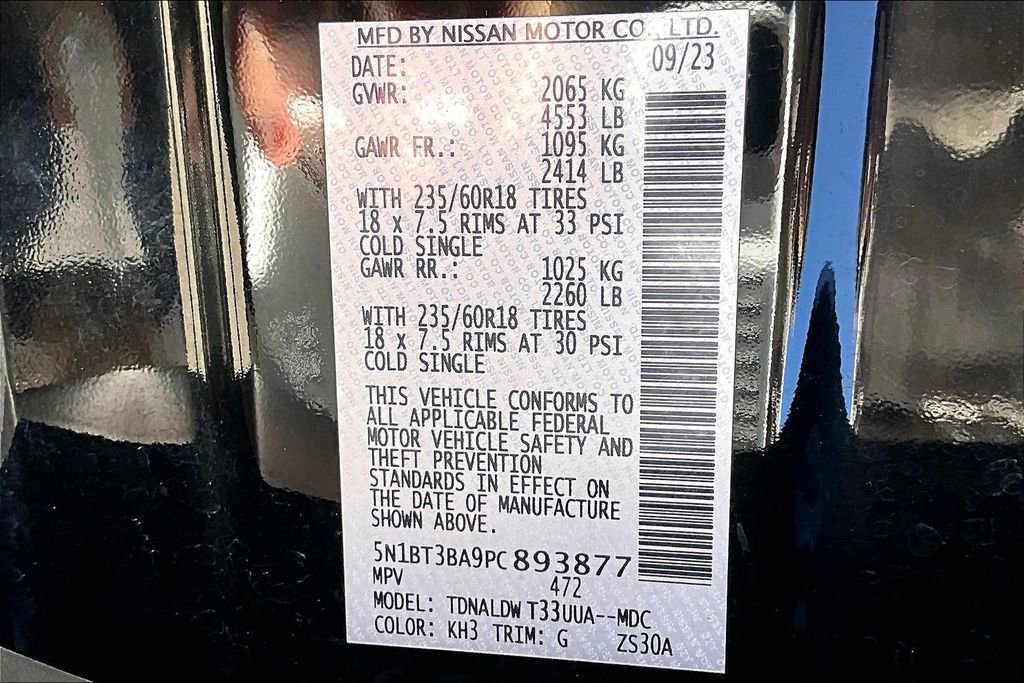 MFD BY NISSAN MOTOR CO., LTD.
DATE: 09/23
GVWR: 2065 KG
4553 LB
GAWR FR.: 1095 KG
2414 LB
WITH 235/60R18 TIRES
18 x 7.5 RIMS AT 33 PSI
COLD SINGLE
GAWR RR.: 1025 KG
2260 LB
WITH 235/60R18 TIRES
18 x 7.5 RIMS AT 30 PSI
COLD SINGLE
THIS VEHICLE CONFORMS TO
ALL APPLICABLE FEDERAL
MOTOR VEHICLE SAFETY AND
THEFT PREVENTION
STANDARDS IN EFFECT ON
THE DATE OF MANUFACTURE
SHOWN ABOVE.
5N1BT3BA9PC893877
MPV 472
MODEL: TDNALDW T33UUA--MDC
COLOR: KH3 TRIM: G ZS30A